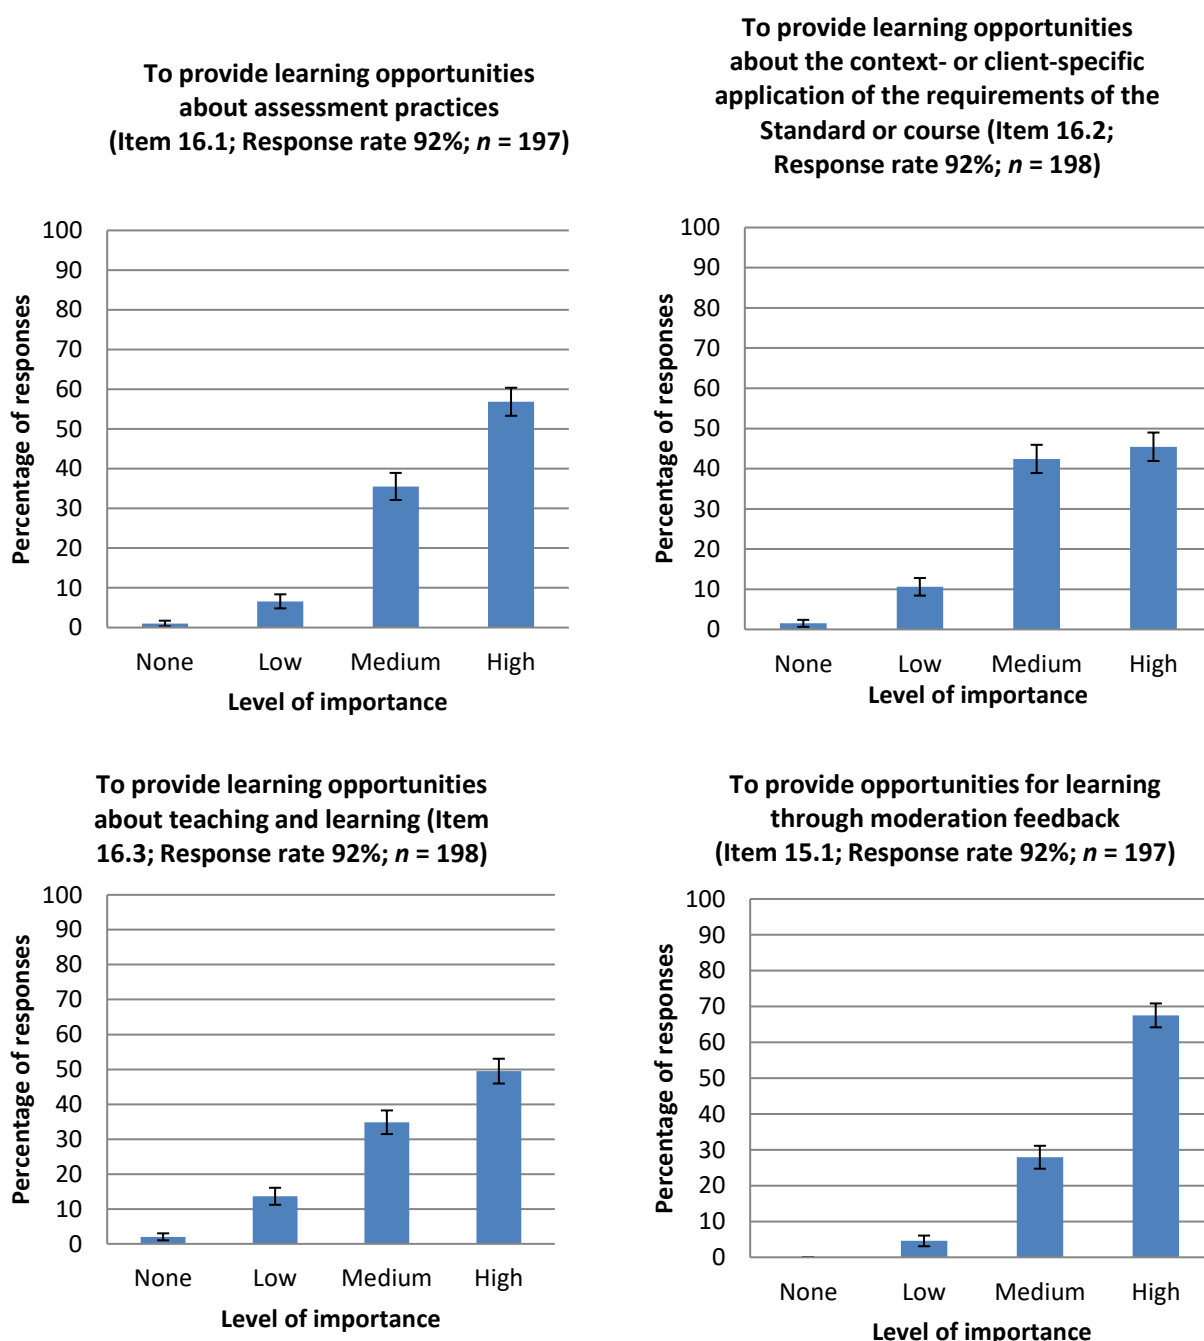 To provide learning opportunities
about assessment practices
(Item 16.1; Response rate 92%; n = 197)
100
90
80
70
60
50
40
30
20
10
0
Percentage of responses
None Low Medium High
Level of importance
To provide learning opportunities
about the context- or client-specific
application of the requirements of the
Standard or course (Item 16.2;
Response rate 92%; n = 198)
100
90
80
70
60
50
40
30
20
10
0
Percentage of responses
None Low Medium High
Level of importance
To provide learning opportunities
about teaching and learning (Item
16.3; Response rate 92%; n = 198)
100
90
80
70
60
50
40
30
20
10
0
Percentage of responses
None Low Medium High
Level of importance
To provide opportunities for learning
through moderation feedback
(Item 15.1; Response rate 92%; n = 197)
100
90
80
70
60
50
40
30
20
10
0
Percentage of responses
None Low Medium High
Level of importance